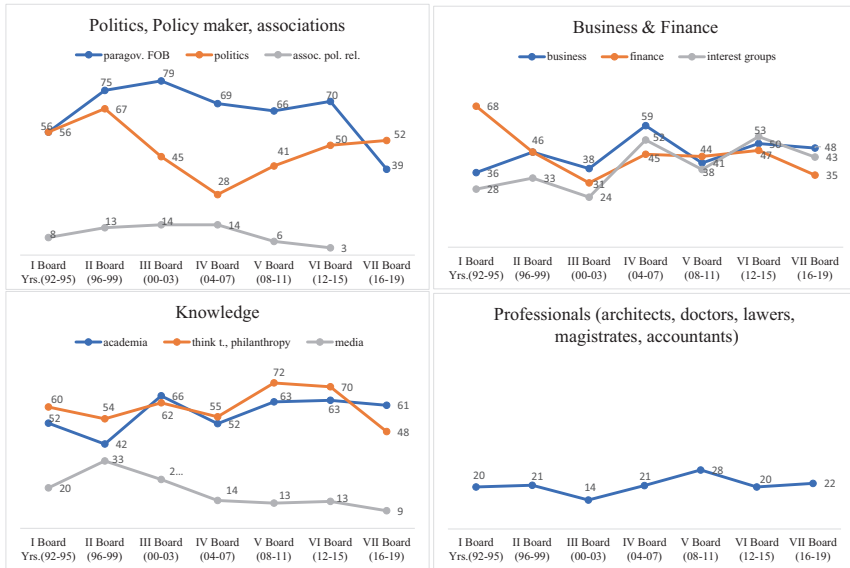 Politics, Policy maker, associations
paragov. FOB politics assoc. pol. rel.
56 75 79 69 66 70 39
56 67 45 28 41 50 52
8 13 14 14 6 3
I Board II Board III Board IV Board V Board VI Board VII Board
Yrs.(92-95) (96-99) (00-03) (04-07) (08-11) (12-15) (16-19)
Business & Finance
business finance interest groups
36 46 38 59 41 50 48
68 31 45 44 47 35
28 33 24 52 38 53 43
I Board II Board III Board IV Board V Board VI Board VII Board
Yrs.(92-95) (96-99) (00-03) (04-07) (08-11) (12-15) (16-19)
Knowledge
academia think t., philanthropy media
60 54 62 55 72 70 48
52 42 66 52 63 63 61
20 33 2... 14 13 13 9
I Board II Board III Board IV Board V Board VI Board VII Board
Yrs.(92-95) (96-99) (00-03) (04-07) (08-11) (12-15) (16-19)
Professionals (architects, doctors, lawers,
magistrates, accountants)
20 21 14 21 28 20 22
I Board II Board III Board IV Board V Board VI Board VII Board
Yrs.(92-95) (96-99) (00-03) (04-07) (08-11) (12-15) (16-19)